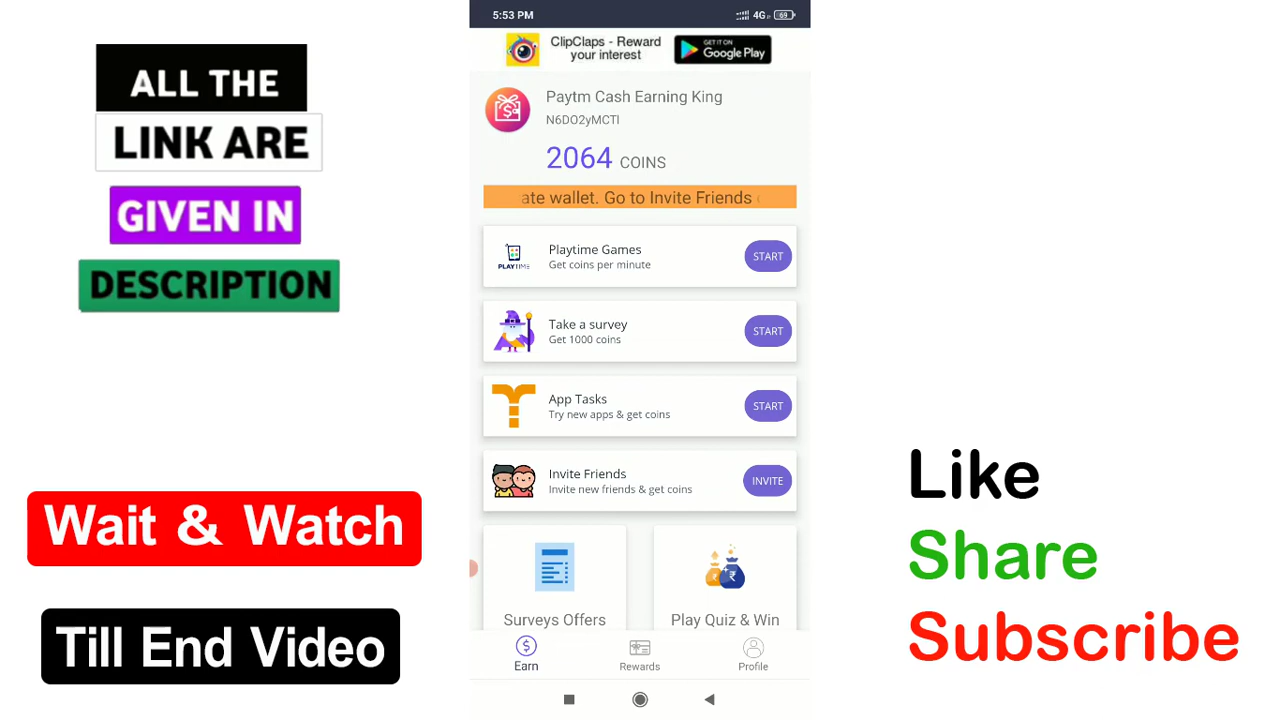 ALL THE
LINK ARE
GIVEN IN
DESCRIPTION
Wait & Watch
Till End Video
5:53 PM
4G
69
ClipClaps - Reward
your interest
GET IT ON
Google Play
Paytm Cash Earning King
N6DO2yMCTI
2064 COINS
ate wallet. Go to Invite Friends
Playtime Games
Get coins per minute
PLAYTIME
START
Take a survey
Get 1000 coins
START
App Tasks
Try new apps & get coins
START
Invite Friends
Invite new friends & get coins
INVITE
Surveys Offers
Play Quiz & Win
Earn
Rewards
Profile
Like
Share
Subscribe